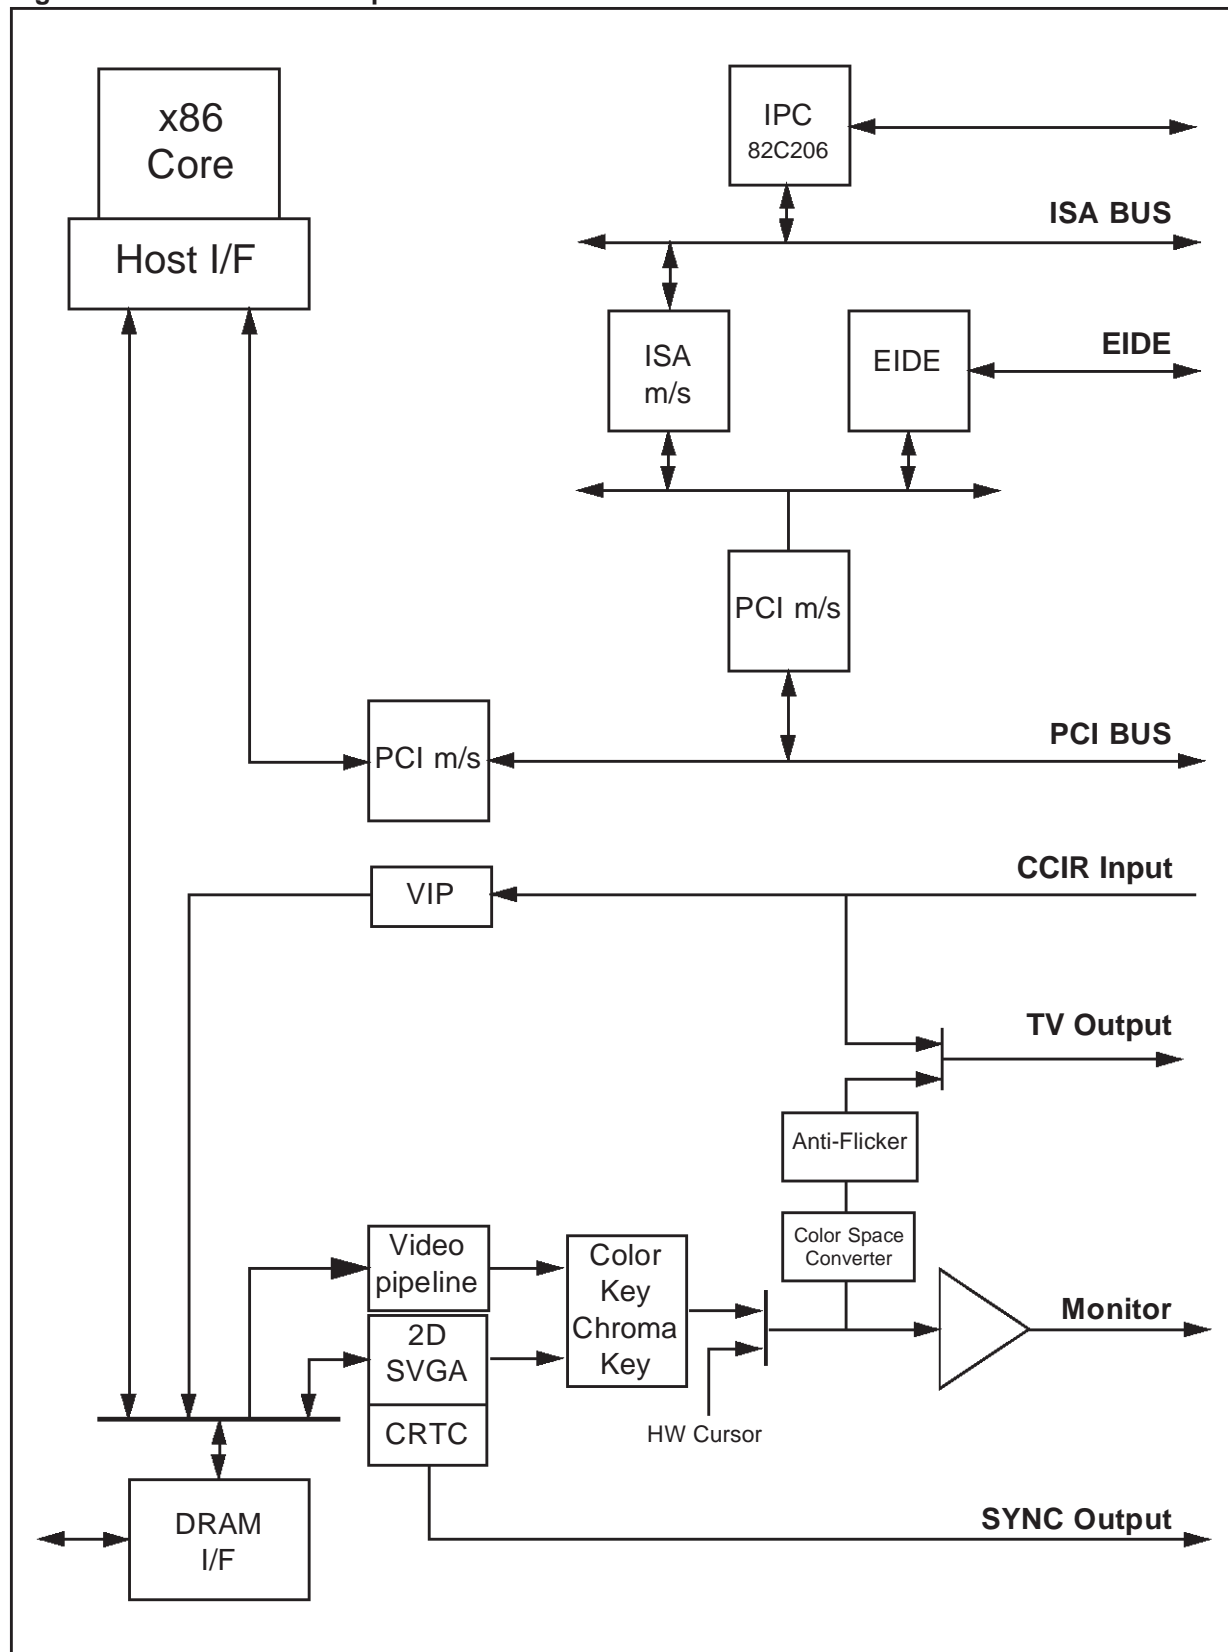 x86
Core
Host I/F
IPC
82C206
ISA BUS
ISA
m/s
EIDE
EIDE
PCI m/s
PCI m/s
PCI BUS
VIP
CCIR Input
TV Output
Anti-Flicker
Color Space
Converter
Video
pipeline
2D
SVGA
CRTC
Color
Key
Chroma
Key
HW Cursor
Monitor
DRAM
I/F
SYNC Output